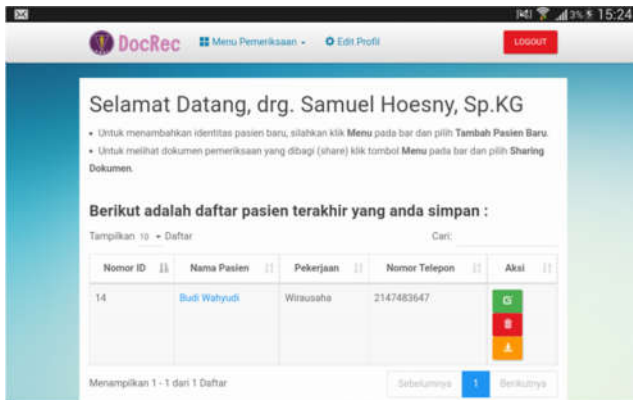 3% 15:24
DocRec Menu Pemeriksaan Edit Profil LOGOUT
Selamat Datang, drg. Samuel Hoesny, Sp.KG
• Untuk menambahkan identitas pasien baru, silahkan klik Menu pada bar dan pilih Tambah Pasien Baru.
• Untuk melihat dokumen pemeriksaan yang dibagi (share) klik tombol Menu pada bar dan pilih Sharing
Dokumen.
Berikut adalah daftar pasien terakhir yang anda simpan :
Tampilkan 10 Daftar Cari:
Nomor ID Nama Pasien Pekerjaan Nomor Telepon Aksi
14 Budi Wahyudi Wirausaha 2147483647
Menampilkan 1 - 1 dari 1 Daftar Sebelumnya 1 Berikutnya